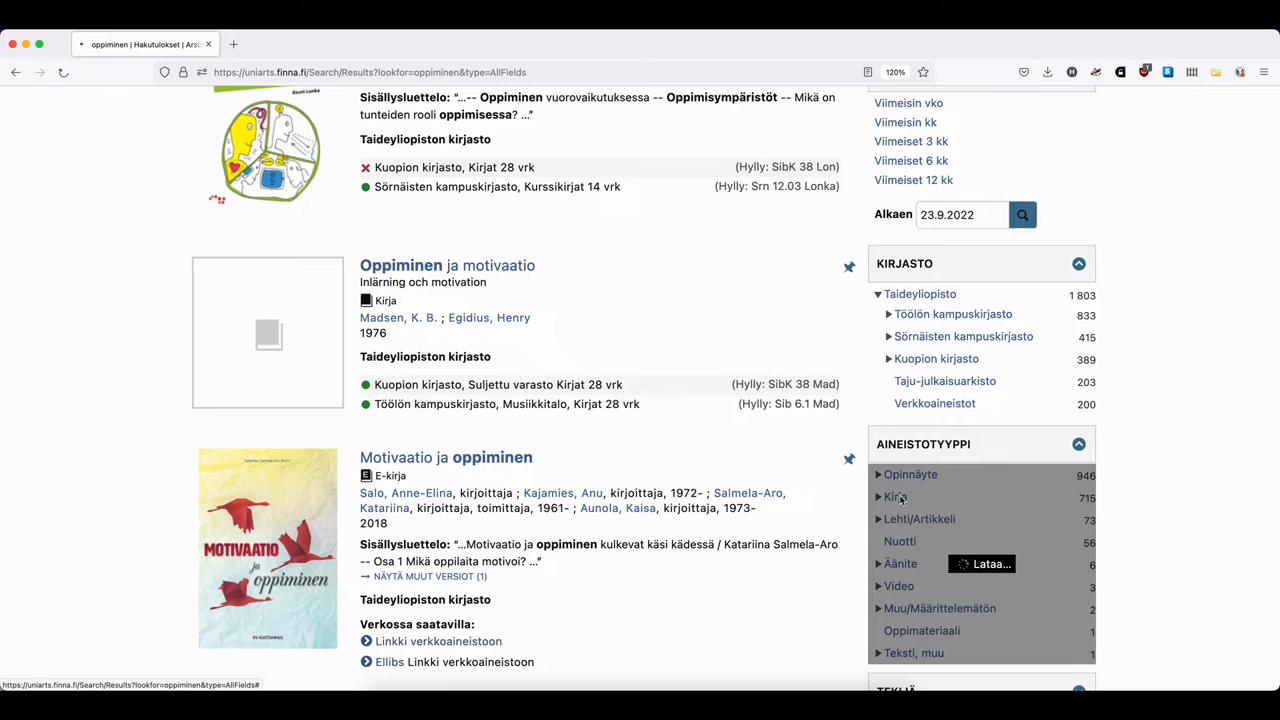 oppiminen | Hakutulokset | Arsc
https://uniarts.finna.fi/Search/Results?lookfor=oppiminen&type=AllFields
120%
1
Kirsti Lonka
Sisällysluettelo: “...-- Oppiminen vuorovaikutuksessa -- Oppimisympäristöt -- Mikä on
tunteiden rooli oppimisessa? ...”
Taideyliopiston kirjasto
Kuopion kirjasto, Kirjat 28 vrk (Hylly: SibK 38 Lon)
Sörnäisten kampuskirjasto, Kurssikirjat 14 vrk (Hylly: Srn 12.03 Lonka)
Oppiminen ja motivaatio
Inlärning och motivation
Kirja
Madsen, K. B. ; Egidius, Henry
1976
Taideyliopiston kirjasto
Kuopion kirjasto, Suljettu varasto Kirjat 28 vrk (Hylly: SibK 38 Mad)
Töölön kampuskirjasto, Musiikkitalo, Kirjat 28 vrk (Hylly: Sib 6.1 Mad)
MOTIVAATIO
ja
oppiminen
PS-KUSTANNUS
Motivaatio ja oppiminen
E-kirja
Salo, Anne-Elina, kirjoittaja ; Kajamies, Anu, kirjoittaja, 1972- ; Salmela-Aro,
Katariina, kirjoittaja, toimittaja, 1961- ; Aunola, Kaisa, kirjoittaja, 1973-
2018
Sisällysluettelo: “...Motivaatio ja oppiminen kulkevat käsi kädessä / Katariina Salmela-Aro
-- Osa 1 Mikä oppilaita motivoi? ...”
→ NÄYTÄ MUUT VERSIOT (1)
Taideyliopiston kirjasto
Verkossa saatavilla:
Linkki verkkoaineistoon
Ellibs Linkki verkkoaineistoon
Viimeisin vko
Viimeisin kk
Viimeiset 3 kk
Viimeiset 6 kk
Viimeiset 12 kk
Alkaen 23.9.2022
KIRJASTO
Taideyliopisto 1 803
Töölön kampuskirjasto 833
Sörnäisten kampuskirjasto 415
Kuopion kirjasto 389
Taju-julkaisuarkisto 203
Verkkoaineistot 200
AINEISTOTYYPPI
Opinnäyte 946
Kirja 715
Lehti/Artikkeli 73
Nuotti 56
Äänite 6
Lataa...
Video 3
Muu/Määrittelemätön 2
Oppimateriaali 1
Teksti, muu 1
TEKIJÄ
https://uniarts.finna.fi/Search/Results?lookfor=oppiminen&type=AllFields#